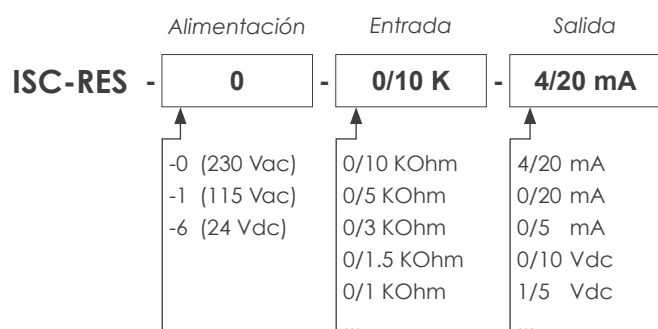 Alimentación Entrada Salida
ISC-RES - 0 - 0/10 K - 4/20 mA
-0 (230 Vac) 0/10 KOhm 4/20 mA
-1 (115 Vac) 0/5 KOhm 0/20 mA
-6 (24 Vdc) 0/3 KOhm 0/5 mA
0/1.5 KOhm 0/10 Vdc
0/1 KOhm 1/5 Vdc
... ...